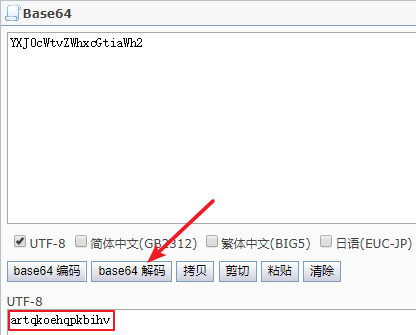 Base64
YXJ0cWtvZWhxcGtiaWh2
UTF-8 简体中文(GB2312) 繁体中文(BIG5) 日语(EUC-JP)
base64 编码 base64 解码 拷贝 剪切 粘贴 清除
UTF-8
artqkoehqpkbihv